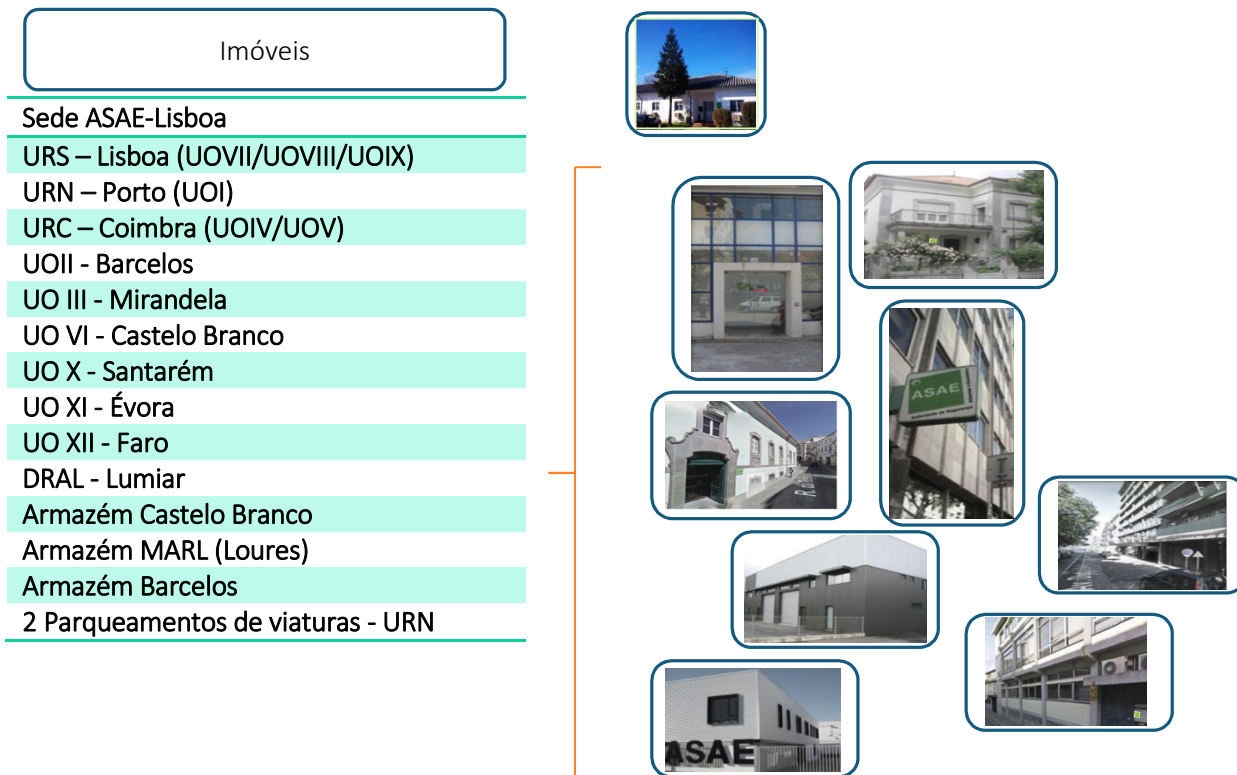 Imóveis
Sede ASAE-Lisboa
URS – Lisboa (UOVII/UOVIII/UOIX)
URN – Porto (UOI)
URC – Coimbra (UOIV/UOV)
UOII - Barcelos
UO III - Mirandela
UO VI - Castelo Branco
UO X - Santarém
UO XI - Évora
UO XII - Faro
DRAL - Lumiar
Armazém Castelo Branco
Armazém MARL (Loures)
Armazém Barcelos
2 Parqueamentos de viaturas - URN
ASAE
ASAE